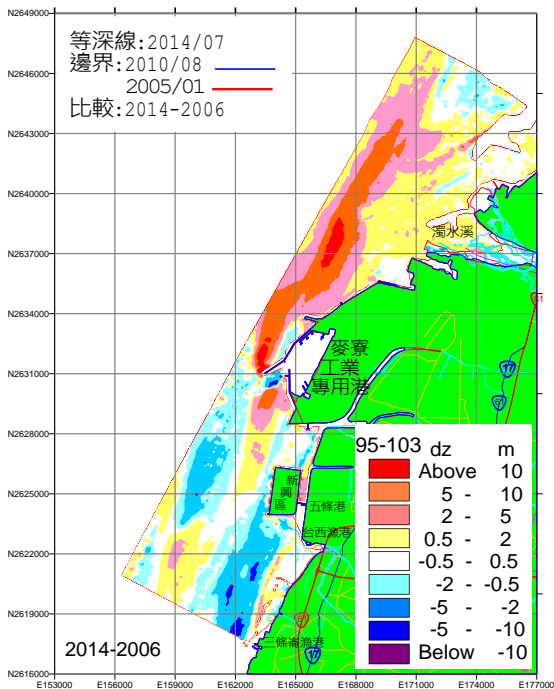 N2649000
N2646000
N2643000
N2640000
N2637000
N2634000
N2631000
N2628000
N2625000
N2622000
N2619000
N2616000
等深線:2014/07
邊界:2010/08
2005/01
比較:2014-2006
濁水溪
61
麥寮
工業
專用港
17
61
新興區
五條港
台西漁港
三條崙漁港
17
2014-2006
95-103 dz m
Above 10
5 - 10
2 - 5
0.5 - 2
-0.5 - 0.5
-2 - -0.5
-5 - -2
-5 - -10
Below -10
E153000 E156000 E159000 E162000 E165000 E168000 E171000 E174000 E177000